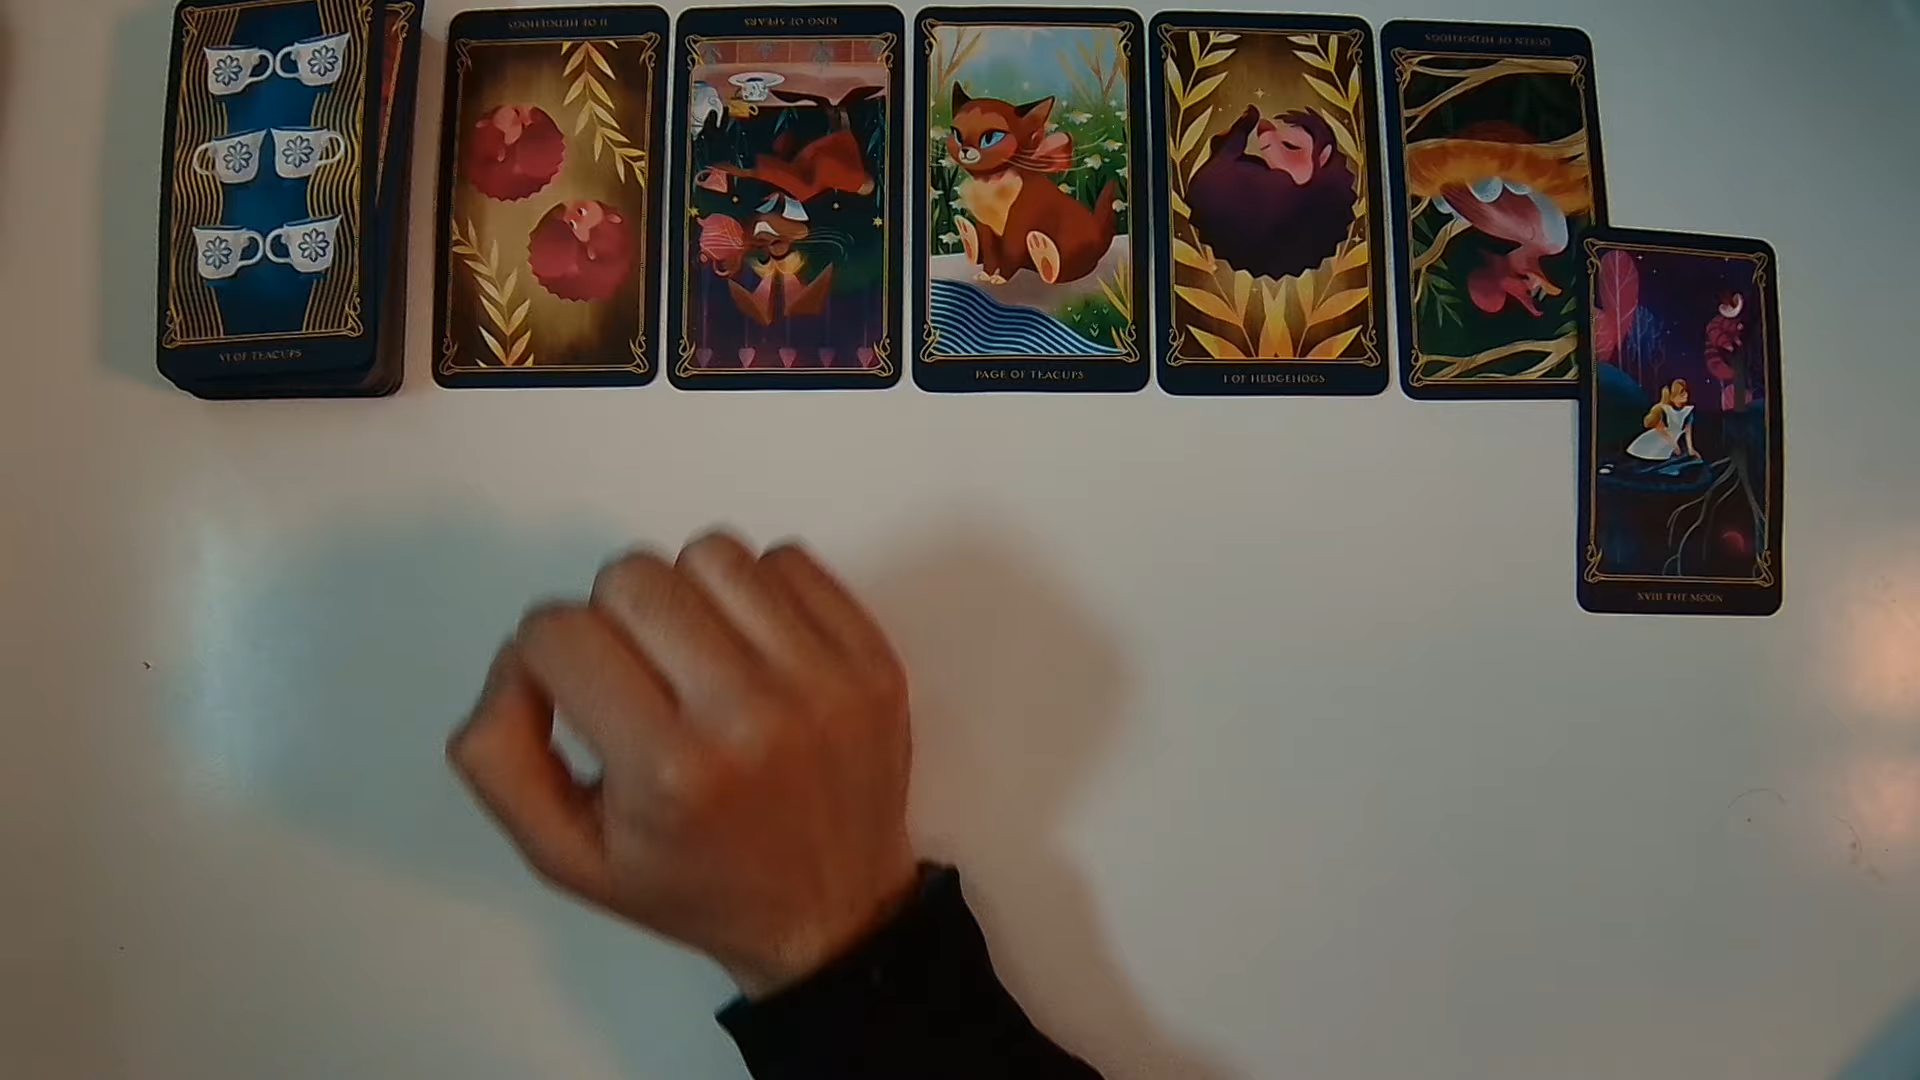 VI OF TEACUPS
II OF HEDGEHOGS
KING OF SPEARS
PAGE OF TEACUPS
I OF HEDGEHOGS
QUEEN OF HEDGEHOGS
XVIII THE MOON